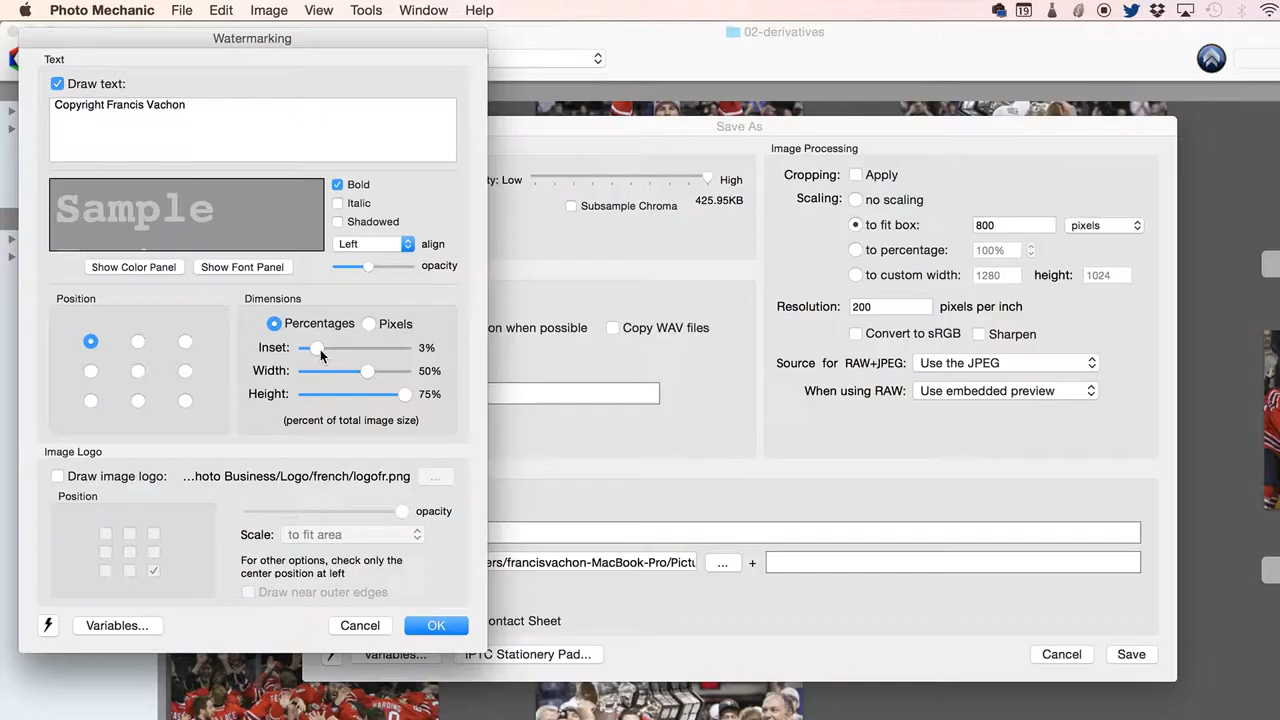 Photo Mechanic File Edit Image View Tools Window Help 19
Watermarking
02-derivatives
Text
Draw text:
Copyright Francis Vachon
Sample
Bold
Italic
Shadowed
Left align
Show Color Panel Show Font Panel opacity
Position
Dimensions
Percentages Pixels
Inset: 3%
Width: 50%
Height: 75%
(percent of total image size)
Image Logo
Draw image logo: ...hoto Business/Logo/french/logofr.png ...
Position
opacity
Scale: to fit area
For other options, check only the
center position at left
Draw near outer edges
Variables... Cancel OK
Save As
ty: Low High
Subsample Chroma 425.95KB
on when possible Copy WAV files
Image Processing
Cropping: Apply
Scaling: no scaling
to fit box: 800 pixels
to percentage: 100%
to custom width: 1280 height: 1024
Resolution: 200 pixels per inch
Convert to sRGB Sharpen
Source for RAW+JPEG: Use the JPEG
When using RAW: Use embedded preview
ers/francisvachon-MacBook-Pro/Pictu ... +
ontact Sheet
Variables... IPTC Stationery Pad... Cancel Save